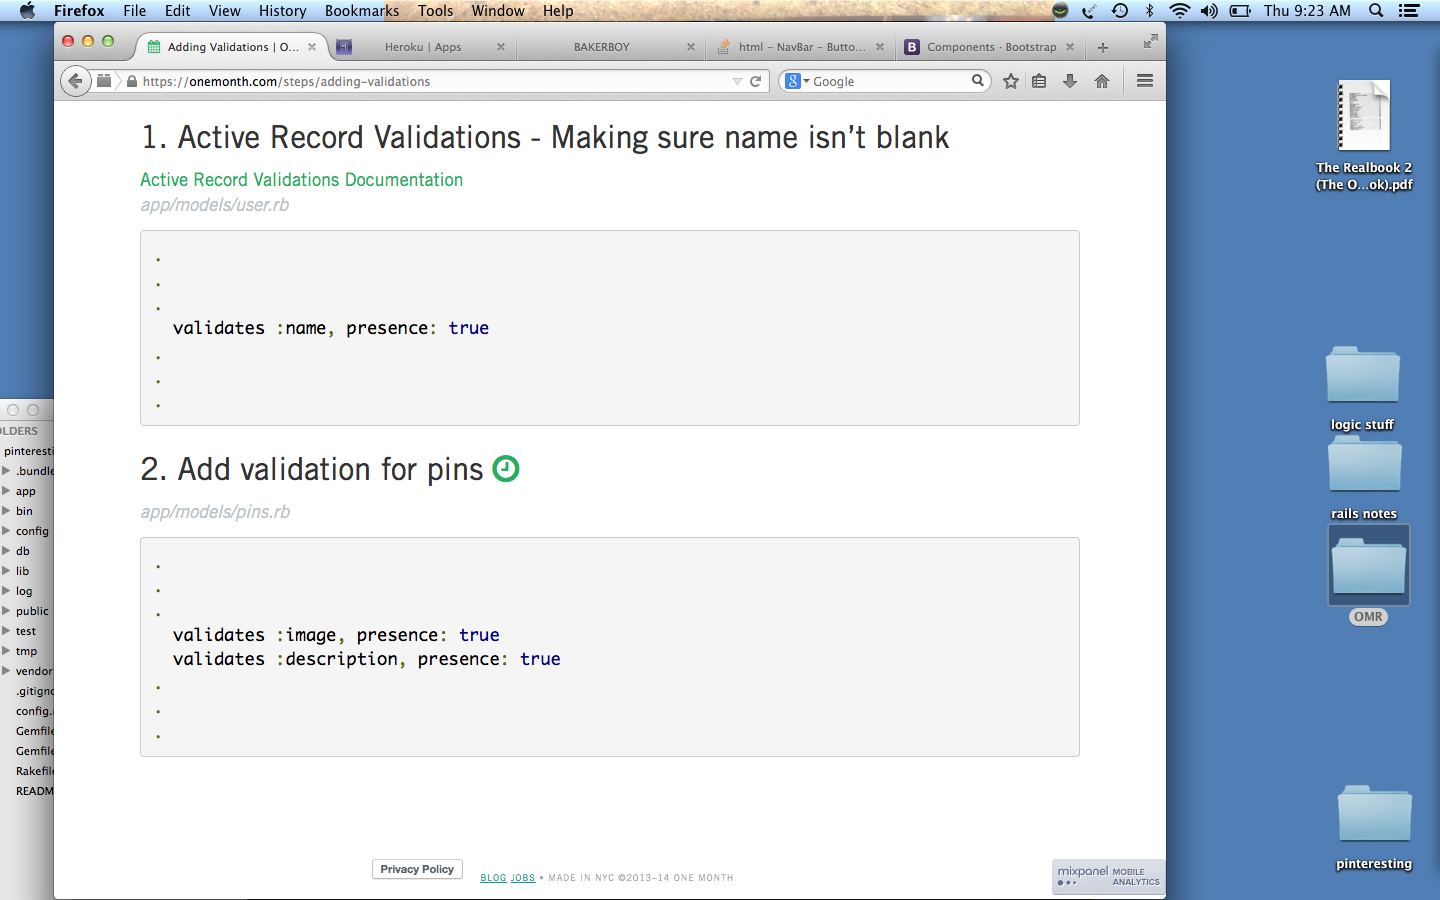 Firefox File Edit View History Bookmarks Tools Window Help Thu 9:23 AM
Adding Validations | O... Heroku | Apps BAKERBOY html - NavBar - Butto... Components · Bootstrap
https://onemonth.com/steps/adding-validations Google
1. Active Record Validations - Making sure name isn't blank
Active Record Validations Documentation
app/models/user.rb
.
.
.
validates :name, presence: true
.
.
.
2. Add validation for pins
app/models/pins.rb
.
.
.
validates :image, presence: true
validates :description, presence: true
.
.
.
Privacy Policy
BLOG JOBS • MADE IN NYC ©2013-14 ONE MONTH
mixpanel MOBILE
ANALYTICS
OLDERS
pinteresti
.bundle
app
bin
config
db
lib
log
public
test
tmp
vendor
.gitigno
config.
Gemfile
Gemfile
Rakefile
READM
The Realbook 2
(The O...ok).pdf
logic stuff
rails notes
OMR
pinteresting